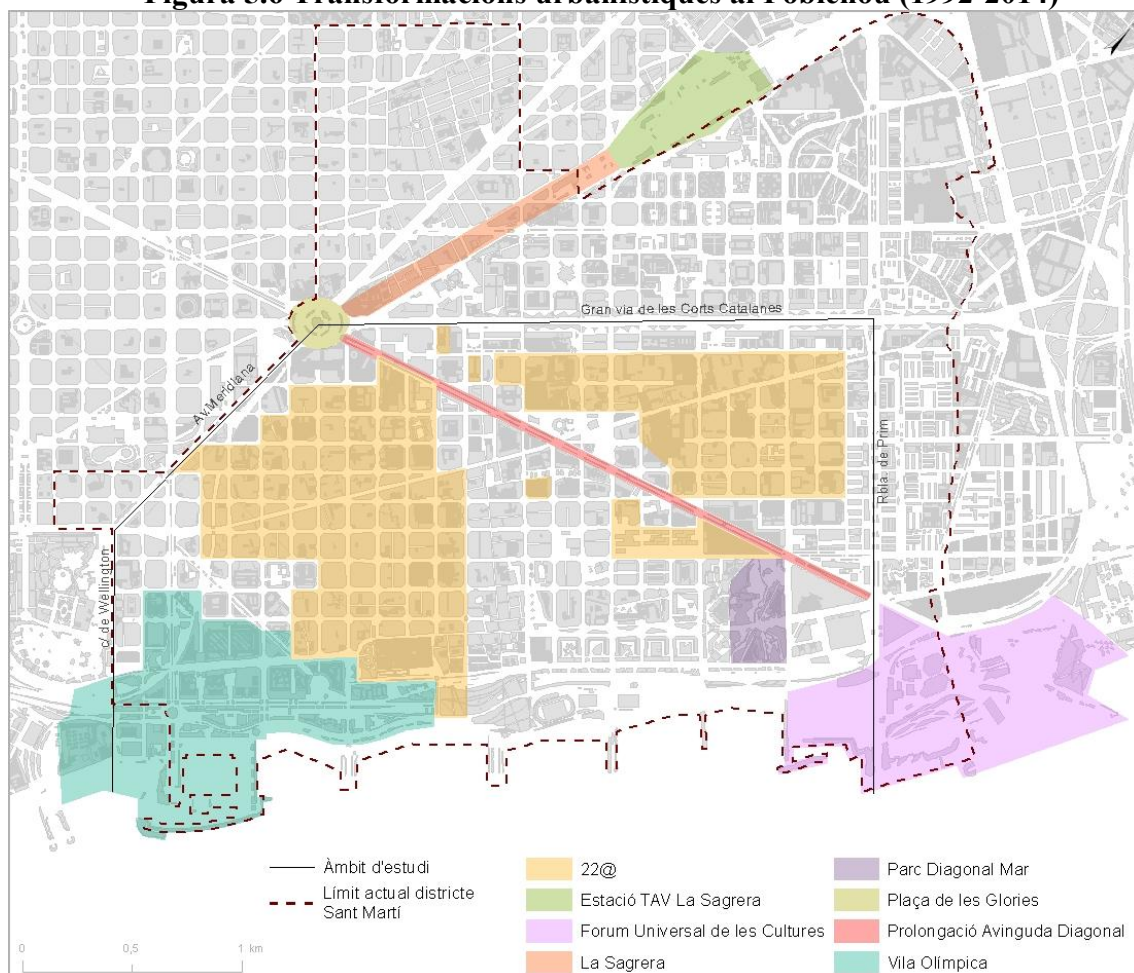 Figura 5.6 Transformacions urbanístiques al Poblenou (1992-2014)
Gran via de les Corts Catalanes
Av.Meridiana
Rbla. de Prim
c/ de Wellington
Àmbit d'estudi
Límit actual districte
Sant Martí
22@
Estació TAV La Sagrera
Forum Universal de les Cultures
La Sagrera
Parc Diagonal Mar
Plaça de les Glories
Prolongació Avinguda Diagonal
Vila Olímpica
0 0,5 1 km